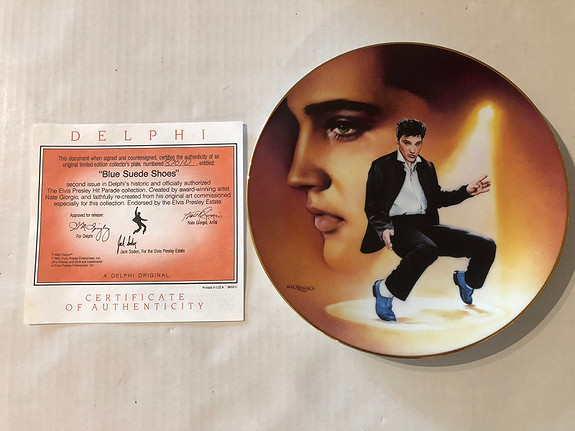 DELPHI
This document when signed and countersigned, certifies the authenticity of an
original limited-edition collector's plate, numbered entitled
"Blue Suede Shoes"
second issue in Delphi's historic and officially authorized
The Elvis Presley Hit Parade collection. Created by award-winning artist
Nate Giorgio, and faithfully re-created from his original art commissioned
especially for this collection. Endorsed by the Elvis Presley Estate.
Approved for release:
For Delphi
Nate Giorgio, Artist
Jack Soden, For the Elvis Presley Estate
A DELPHI ORIGINAL
Printed in U.S.A.
CERTIFICATE
OF AUTHENTICITY